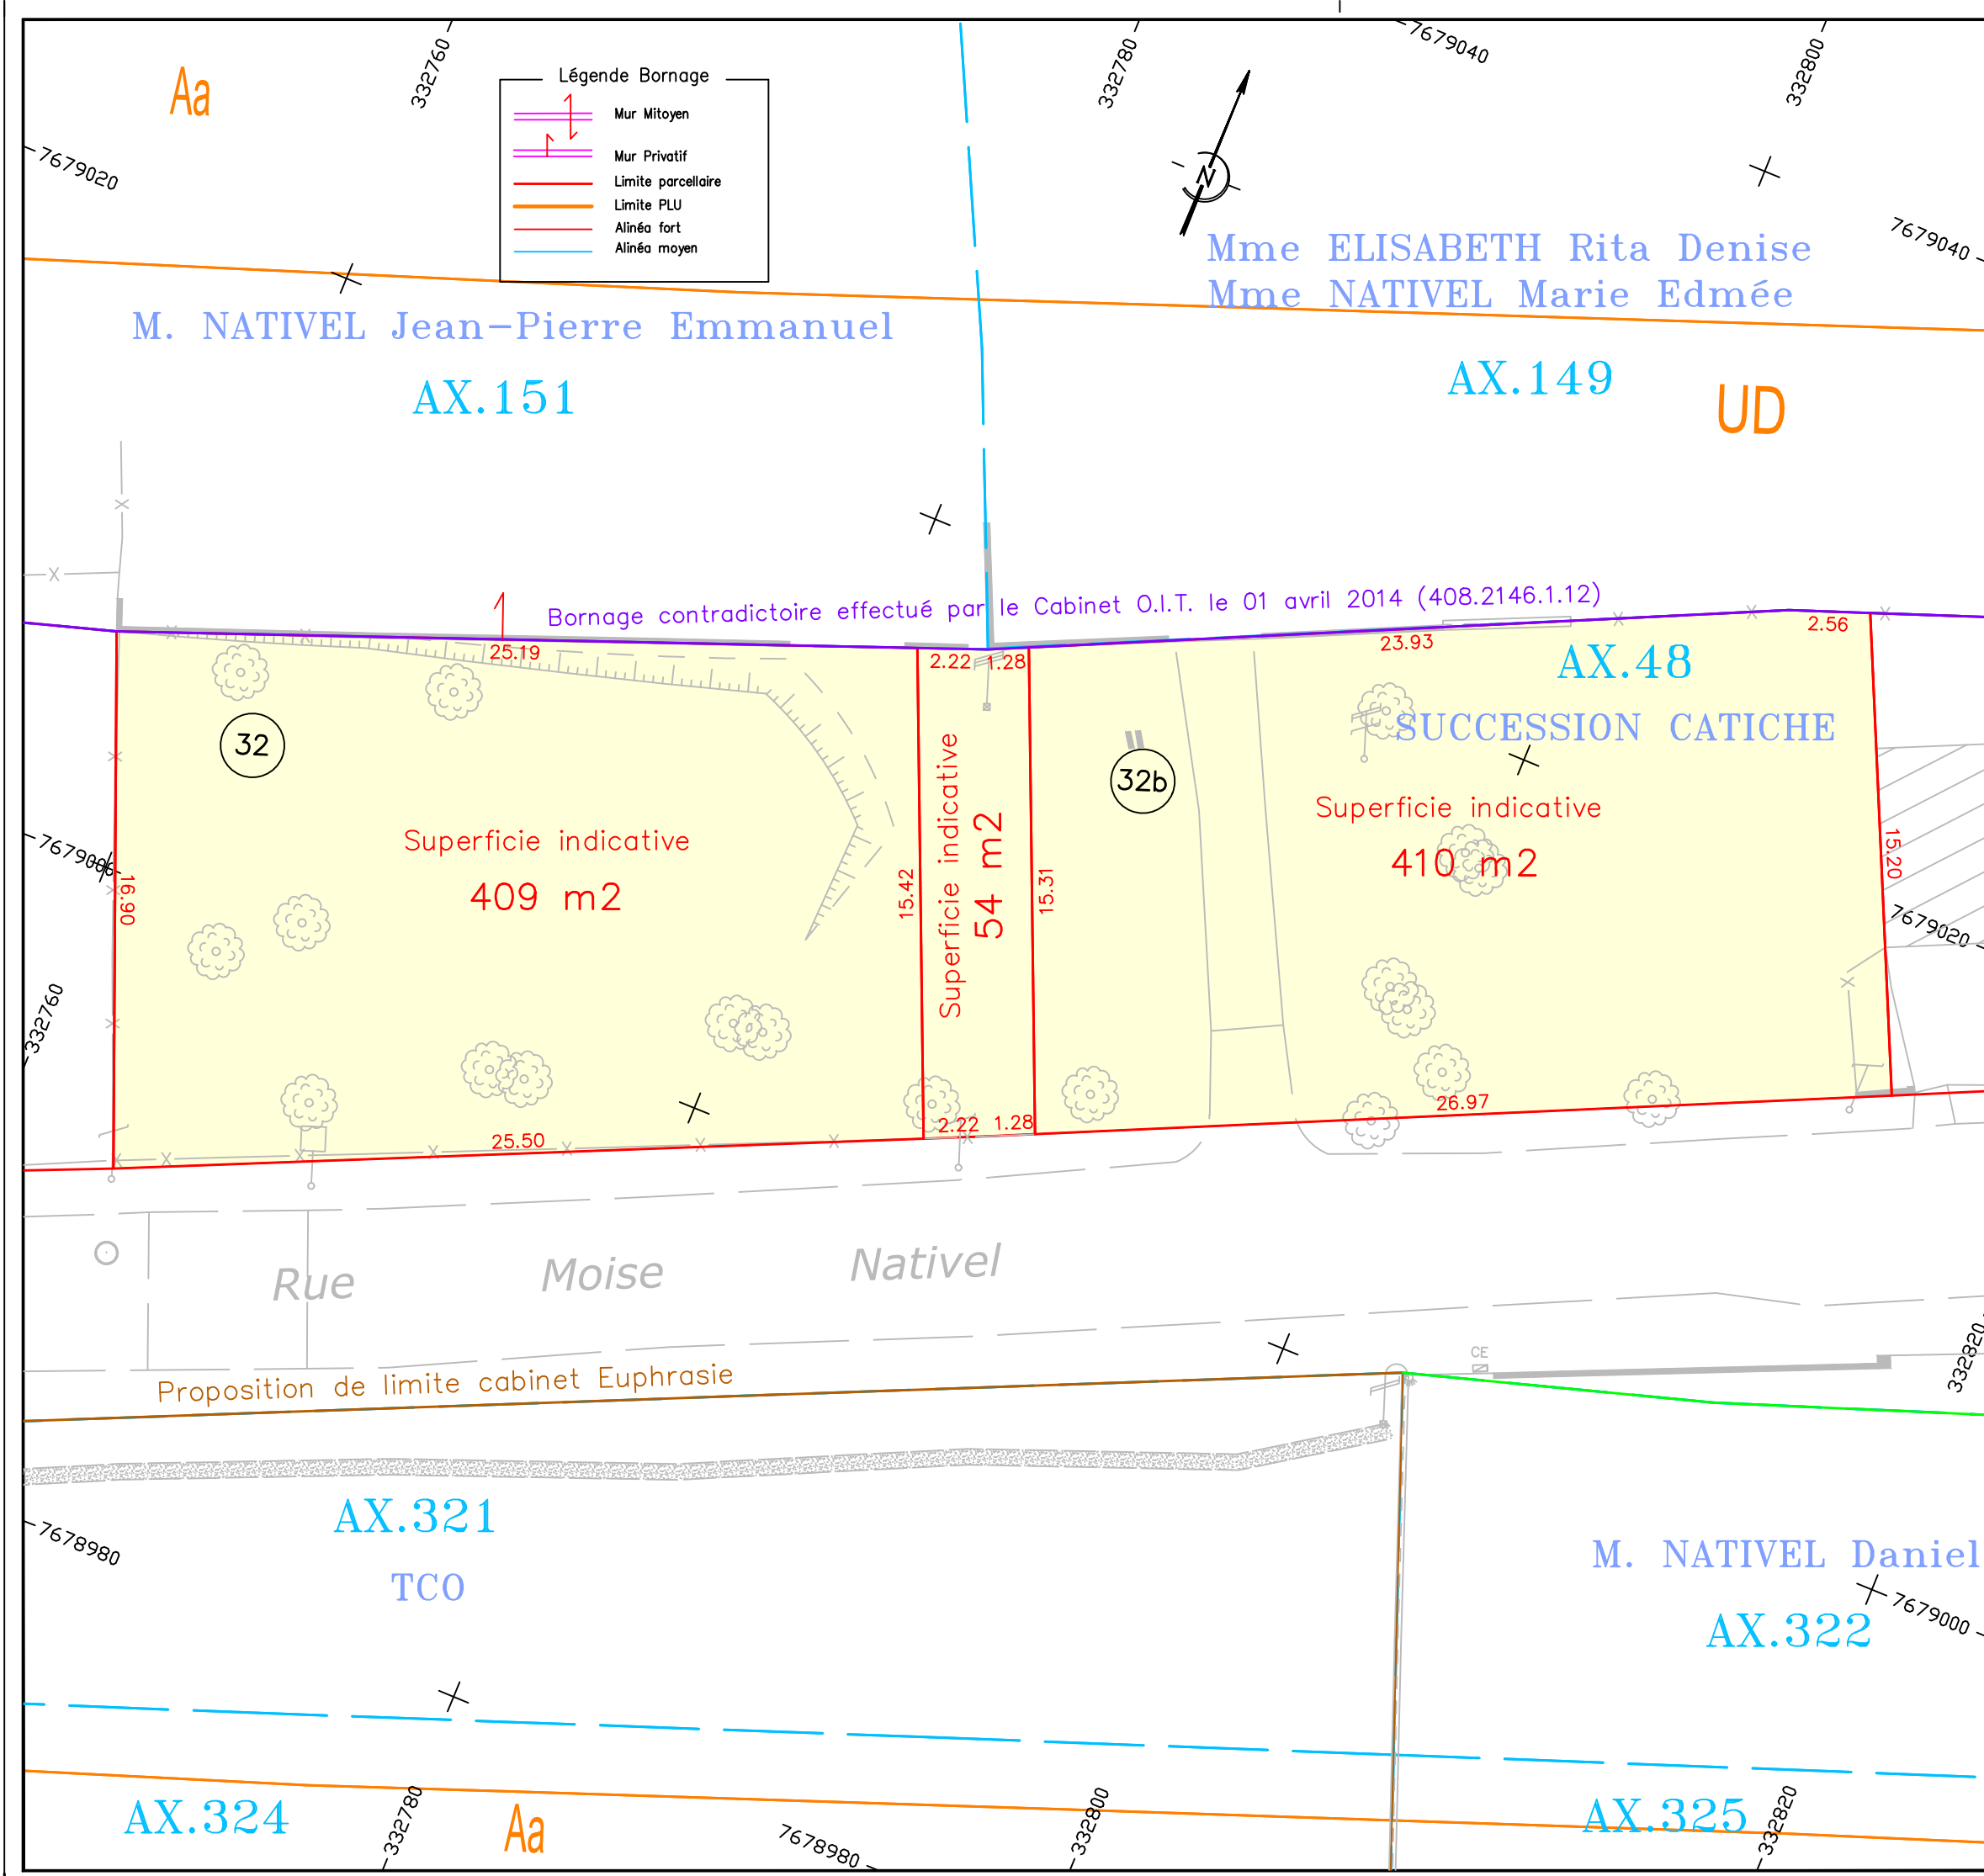 332760
332780
7679040
332800
Aa
7679020
Légende Bornage
Mur Mitoyen
Mur Privatif
Limite parcellaire
Limite PLU
Alinéa fort
Alinéa moyen
N
7679040
Mme ELISABETH Rita Denise
Mme NATIVEL Marie Edmée
M. NATIVEL Jean-Pierre Emmanuel
AX.151
AX.149
UD
Bornage contradictoire effectué par le Cabinet O.I.T. le 01 avril 2014 (408.2146.1.12)
25.19
2.22
1.28
23.93
2.56
AX.48
SUCCESSION CATICHE
32
32b
Superficie indicative
409 m2
Superficie indicative
54 m2
Superficie indicative
410 m2
16.90
15.42
15.31
15.20
7679020
332760
25.50
2.22
1.28
26.97
Rue Moise Nativel
332820
CE
Proposition de limite cabinet Euphrasie
AX.321
TCO
7678980
M. NATIVEL Daniel
7679000
AX.322
AX.324
332780
Aa
7678980
332800
AX.325
332820